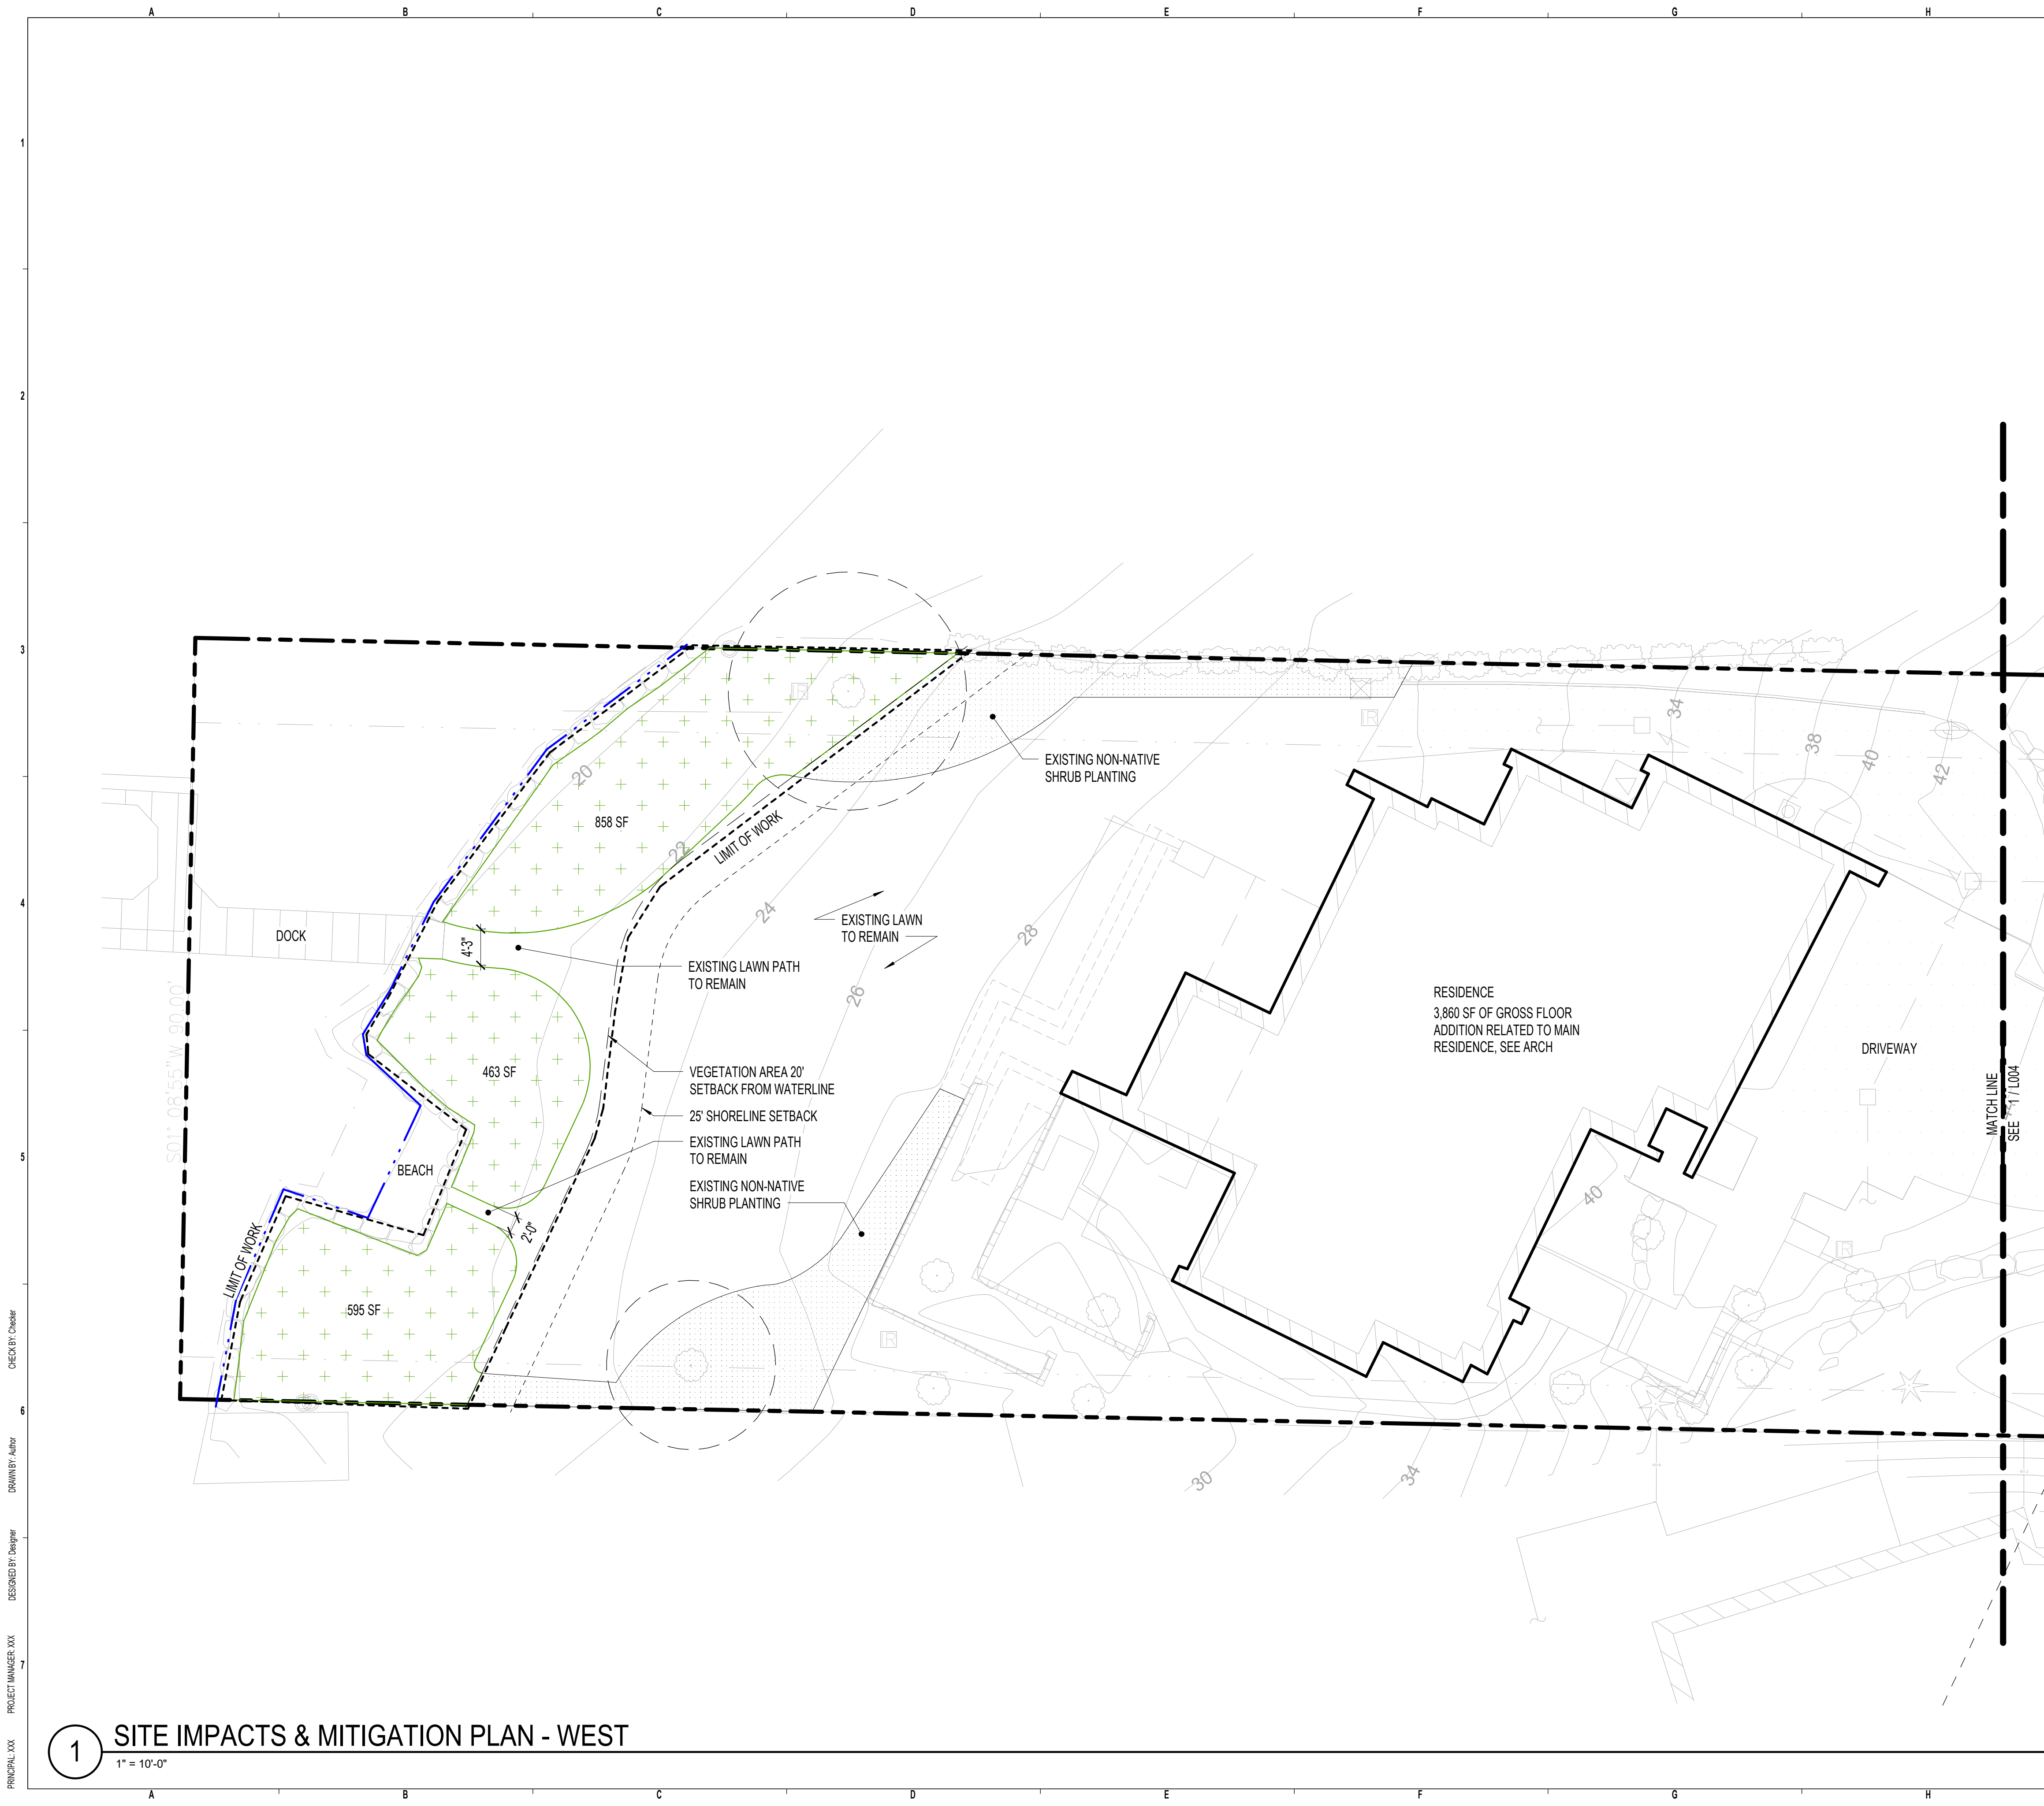 A B C D E F G H
1
2
3
4
5
6
7
20
22
24
26
28
30
34
34
38
40
42
40
858 SF
463 SF
595 SF
LIMIT OF WORK
LIMIT OF WORK
DOCK
BEACH
4'-3"
2'-0"
S01° 08'55"W 90.00'
EXISTING NON-NATIVE
SHRUB PLANTING
EXISTING LAWN
TO REMAIN
EXISTING LAWN PATH
TO REMAIN
VEGETATION AREA 20'
SETBACK FROM WATERLINE
25' SHORELINE SETBACK
EXISTING LAWN PATH
TO REMAIN
EXISTING NON-NATIVE
SHRUB PLANTING
RESIDENCE
3,860 SF OF GROSS FLOOR
ADDITION RELATED TO MAIN
RESIDENCE, SEE ARCH
DRIVEWAY
MATCH LINE
SEE 1 / L004
R
R
R
R
D
CHECK BY: Checker
DRAWN BY: Author
DESIGNED BY: Designer
PROJECT MANAGER: XXX
PRINCIPAL: XXX
1
SITE IMPACTS & MITIGATION PLAN - WEST
1" = 10'-0"
A B C D E F G H